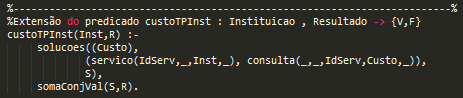 %--------------------------------------------------------------%
%Extensão do predicado custoTPInst : Instituicao , Resultado -> {V,F}
custoTPInst(Inst,R) :-
solucoes((Custo),
(servico(IdServ,_,Inst,_), consulta(_,_,IdServ,Custo,_)),
S),
somaConjVal(S,R).